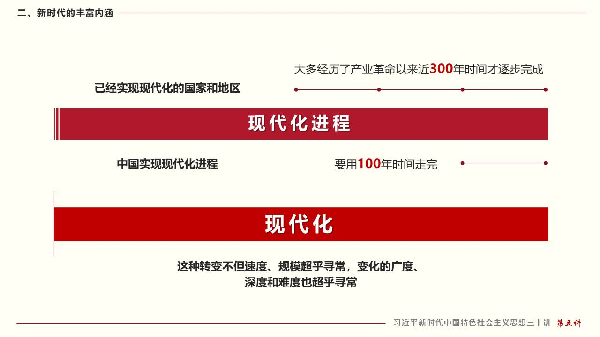 二、新时代的丰富内涵
大多经历了产业革命以来近300年时间才逐步完成
已经实现现代化的国家和地区
现代化进程
中国实现现代化进程
要用100年时间走完
现代化
这种转变不但速度、规模超乎寻常，变化的广度、
深度和难度也超乎寻常
习近平新时代中国特色社会主义思想三十讲 第五讲